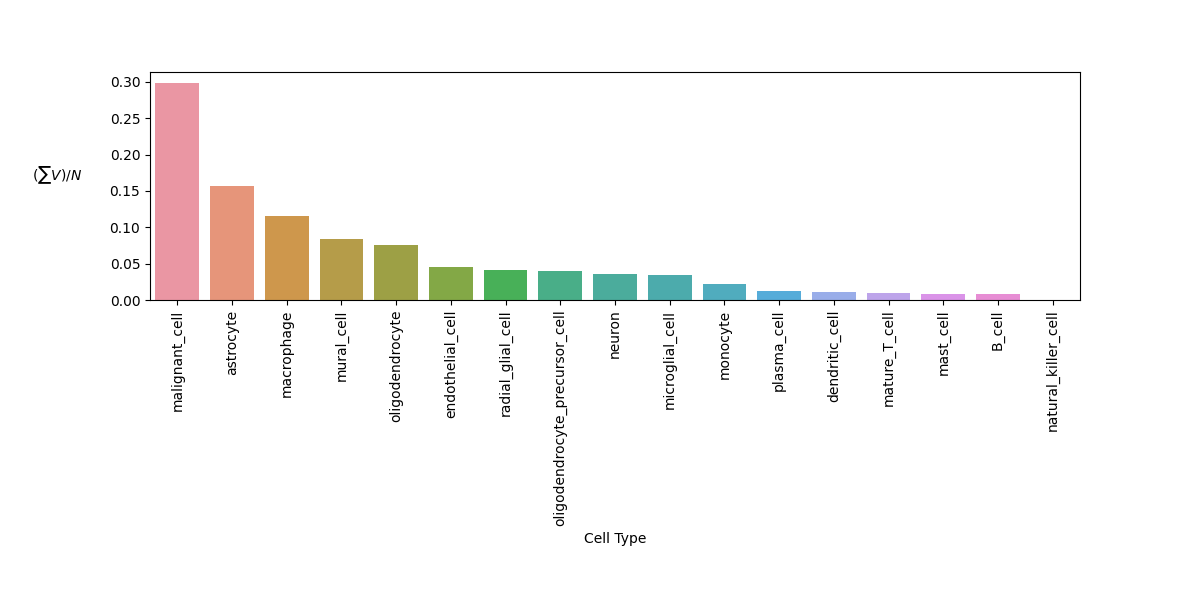 0.30
0.25
0.20
0.15
0.10
0.05
0.00
(∑V)/N
malignant_cell
astrocyte
macrophage
mural_cell
oligodendrocyte
endothelial_cell
radial_glial_cell
oligodendrocyte_precursor_cell
neuron
microglial_cell
monocyte
plasma_cell
dendritic_cell
mature_T_cell
mast_cell
B_cell
natural_killer_cell
Cell Type